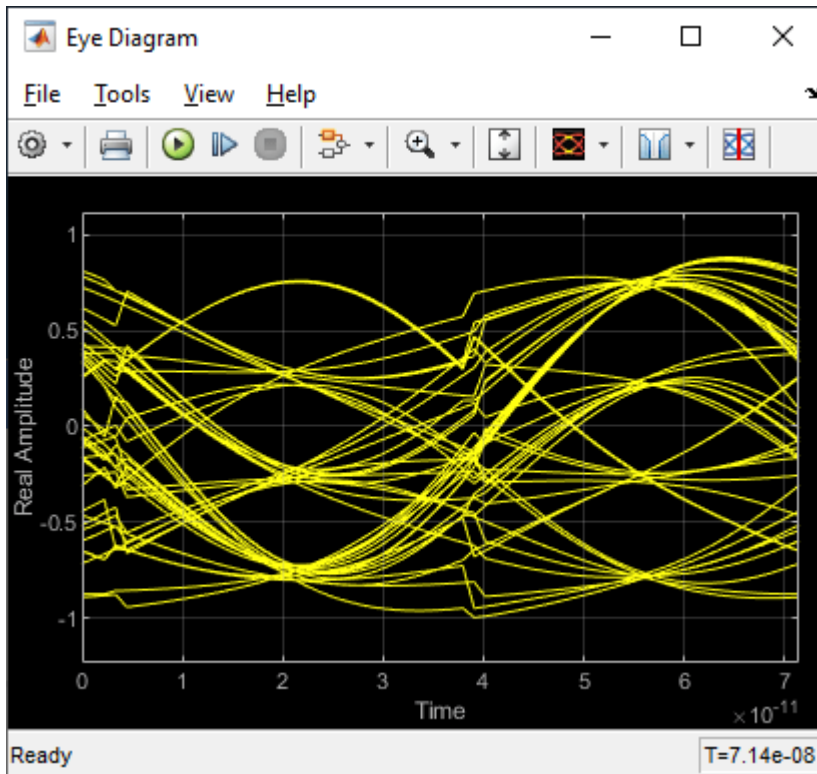 Eye Diagram
File Tools View Help
1
0.5
0
-0.5
-1
Real Amplitude
0 1 2 3 4 5 6 7
Time
×10-11
Ready
T=7.14e-08